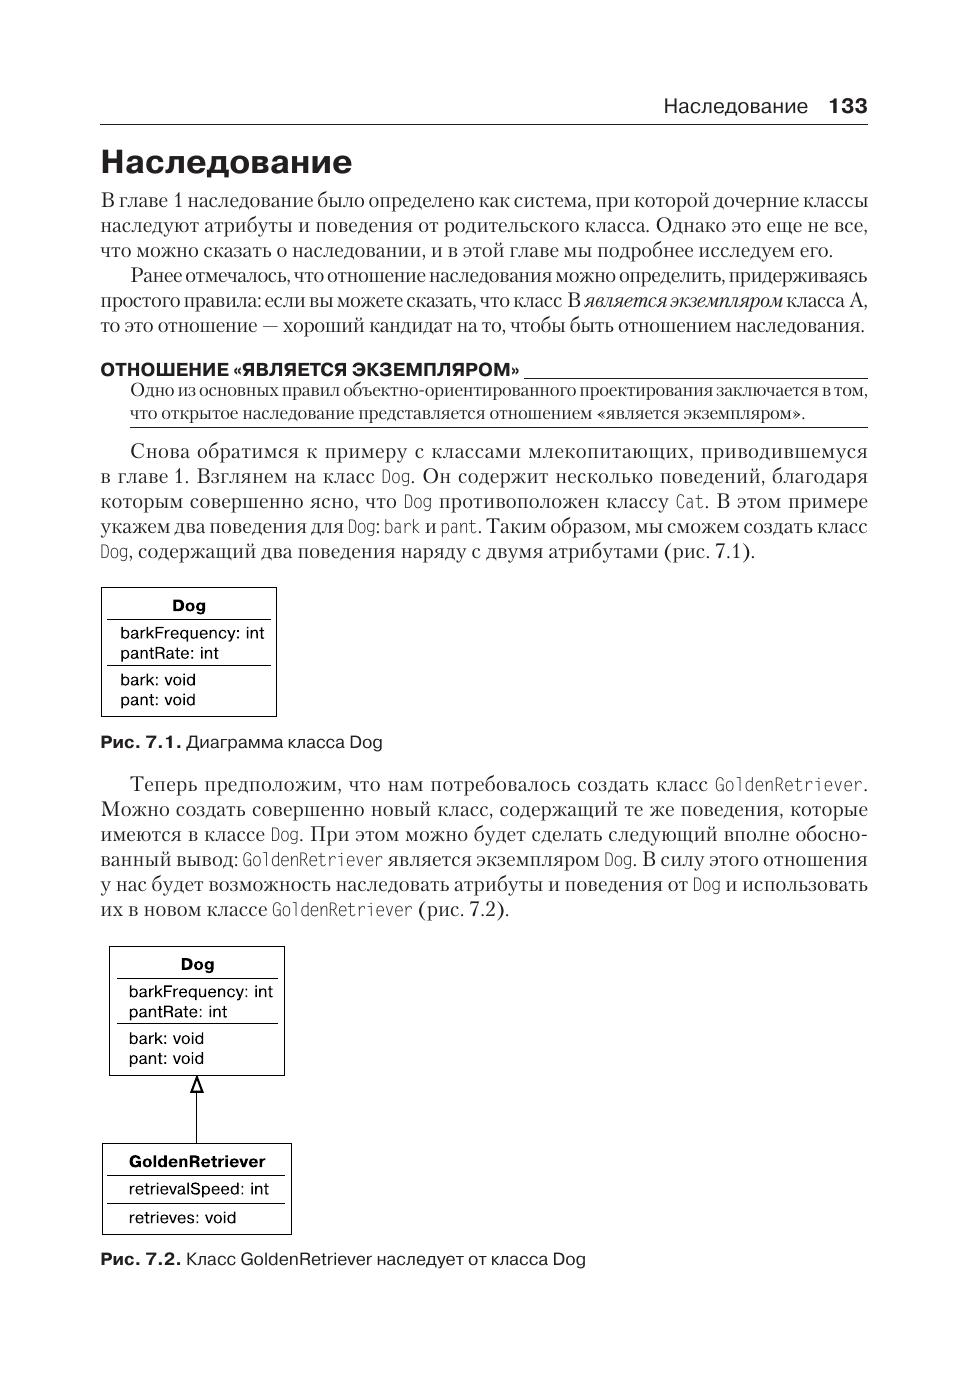 Наследование 133
Наследование
В главе 1 наследование было определено как система, при которой дочерние классы
наследуют атрибуты и поведения от родительского класса. Однако это еще не все,
что можно сказать о наследовании, и в этой главе мы подробнее исследуем его.
Ранее отмечалось, что отношение наследования можно определить, придерживаясь
простого правила: если вы можете сказать, что класс B является экземпляром класса A,
то это отношение — хороший кандидат на то, чтобы быть отношением наследования.
ОТНОШЕНИЕ «ЯВЛЯЕТСЯ ЭКЗЕМПЛЯРОМ»
Одно из основных правил объектно-ориентированного проектирования заключается в том,
что открытое наследование представляется отношением «является экземпляром».
Снова обратимся к примеру с классами млекопитающих, приводившемуся
в главе 1. Взглянем на класс Dog. Он содержит несколько поведений, благодаря
которым совершенно ясно, что Dog противоположен классу Cat. В этом примере
укажем два поведения для Dog: bark и pant. Таким образом, мы сможем создать класс
Dog, содержащий два поведения наряду с двумя атрибутами (рис. 7.1).
Dog
barkFrequency: int
pantRate: int
bark: void
pant: void
Рис. 7.1. Диаграмма класса Dog
Теперь предположим, что нам потребовалось создать класс GoldenRetriever.
Можно создать совершенно новый класс, содержащий те же поведения, которые
имеются в классе Dog. При этом можно будет сделать следующий вполне обосно-
ванный вывод: GoldenRetriever является экземпляром Dog. В силу этого отношения
у нас будет возможность наследовать атрибуты и поведения от Dog и использовать
их в новом классе GoldenRetriever (рис. 7.2).
Dog
barkFrequency: int
pantRate: int
bark: void
pant: void
GoldenRetriever
retrievalSpeed: int
retrieves: void
Рис. 7.2. Класс GoldenRetriever наследует от класса Dog